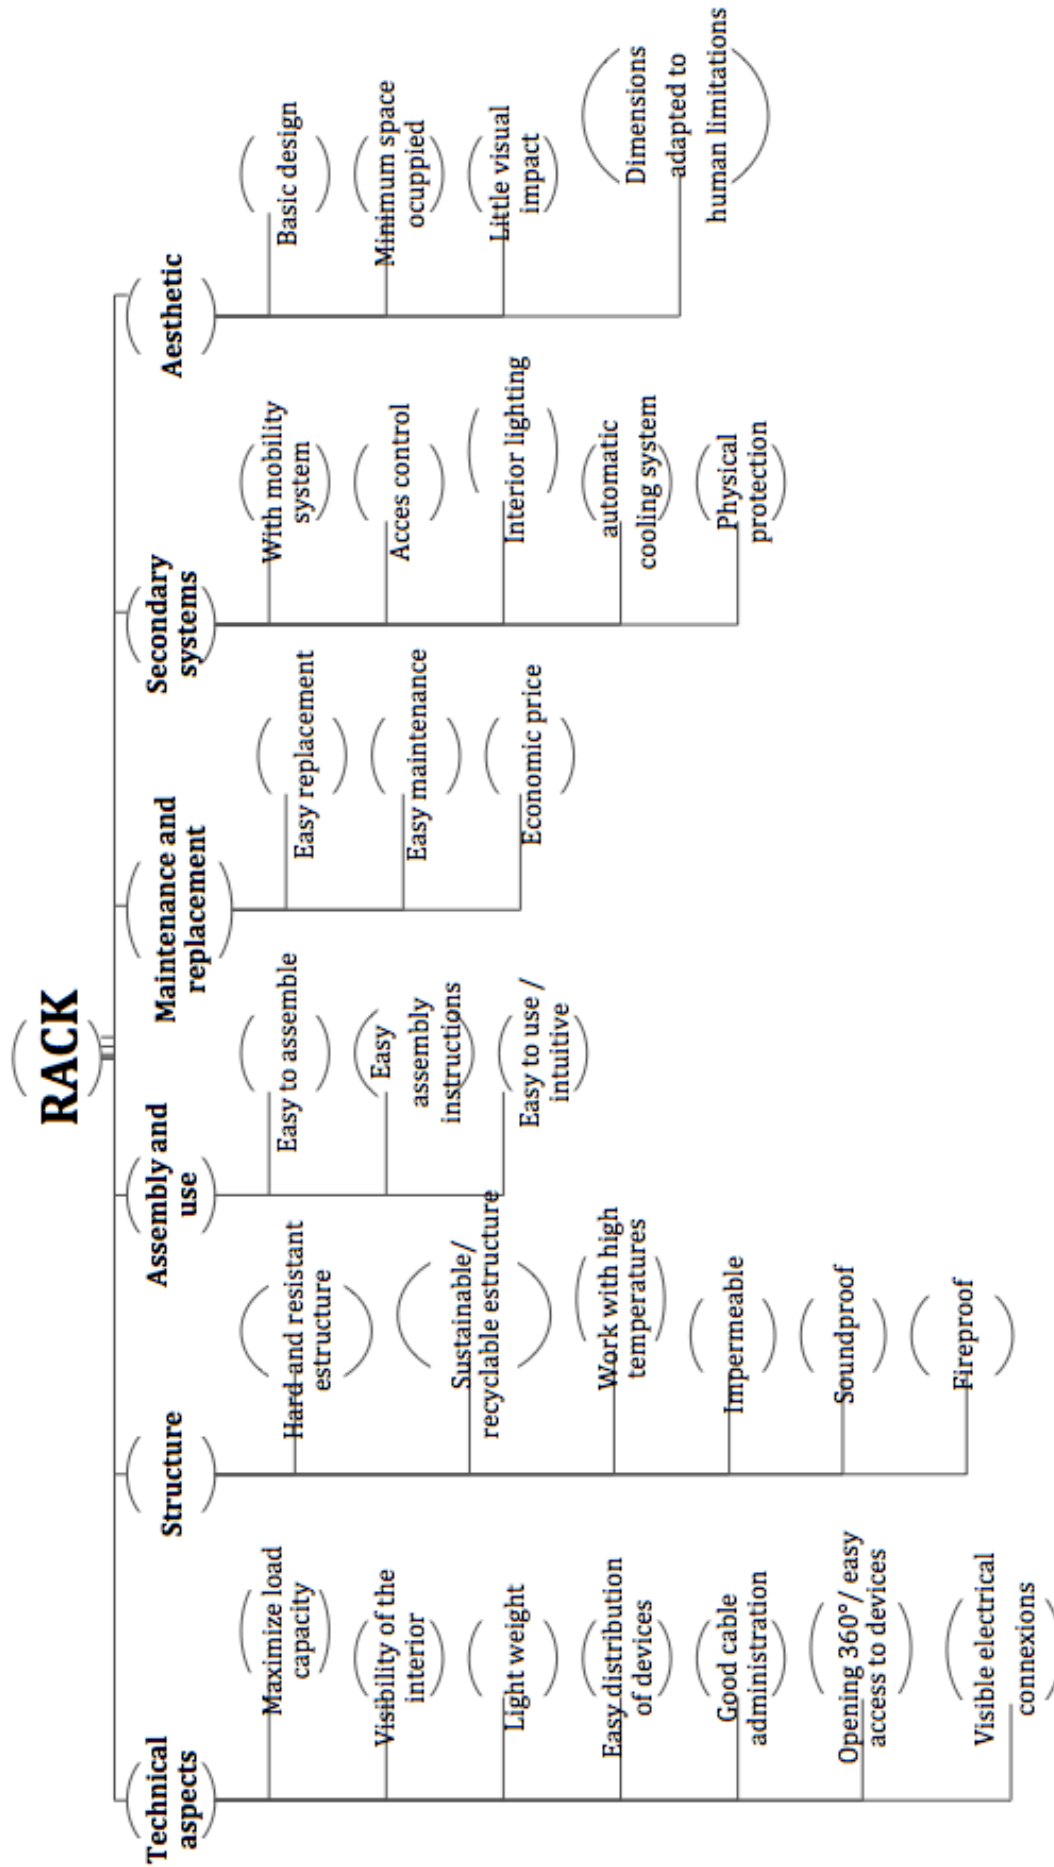 RACK
Technical
aspects
Maximize load
capacity
Visibility of the
interior
Light weight
Easy distribution
of devices
Good cable
administration
Opening 360°/ easy
access to devices
Visible electrical
connexions
Structure
Hard and resistant
estructure
Sustainable/
recyclable estructure
Work with high
temperatures
Impermeable
Soundproof
Fireproof
Assembly and
use
Easy to assemble
Easy
assembly
instructions
Easy to use /
intuitive
Maintenance and
replacement
Easy replacement
Easy maintenance
Economic price
Secondary
systems
With mobility
system
Acces control
Interior lighting
automatic
cooling system
Physical
protection
Aesthetic
Basic design
Minimum space
ocuppied
Little visual
impact
Dimensions
adapted to
human limitations